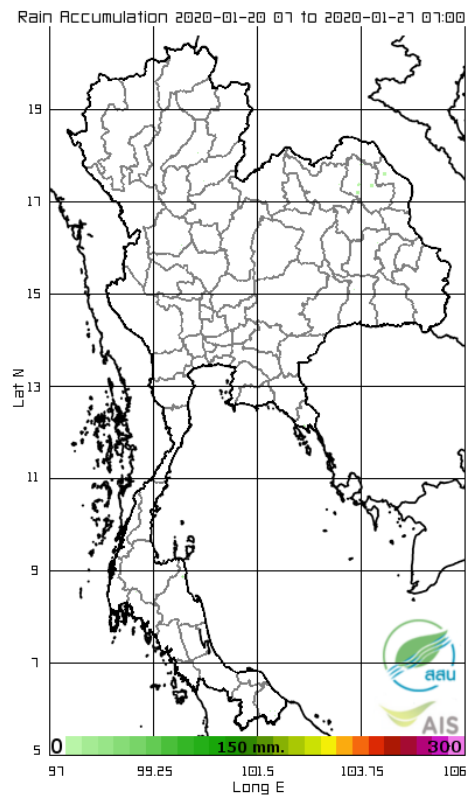 Rain Accumulation 2020-01-20 07 to 2020-01-27 07:00
19
17
15
Lat N
13
11
9
7
5
สสน
AIS
0 150 mm. 300
97 99.25 101.5 103.75 106
Long E